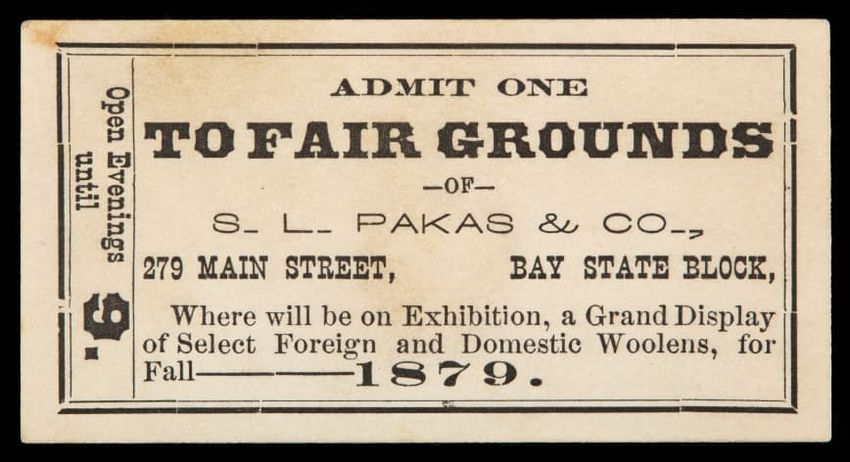 Open Evenings
until
9.
ADMIT ONE
TO FAIR GROUNDS
—OF—
S. L. PAKAS & CO.,
279 MAIN STREET, BAY STATE BLOCK,
Where will be on Exhibition, a Grand Display
of Select Foreign and Domestic Woolens, for
Fall————1879.